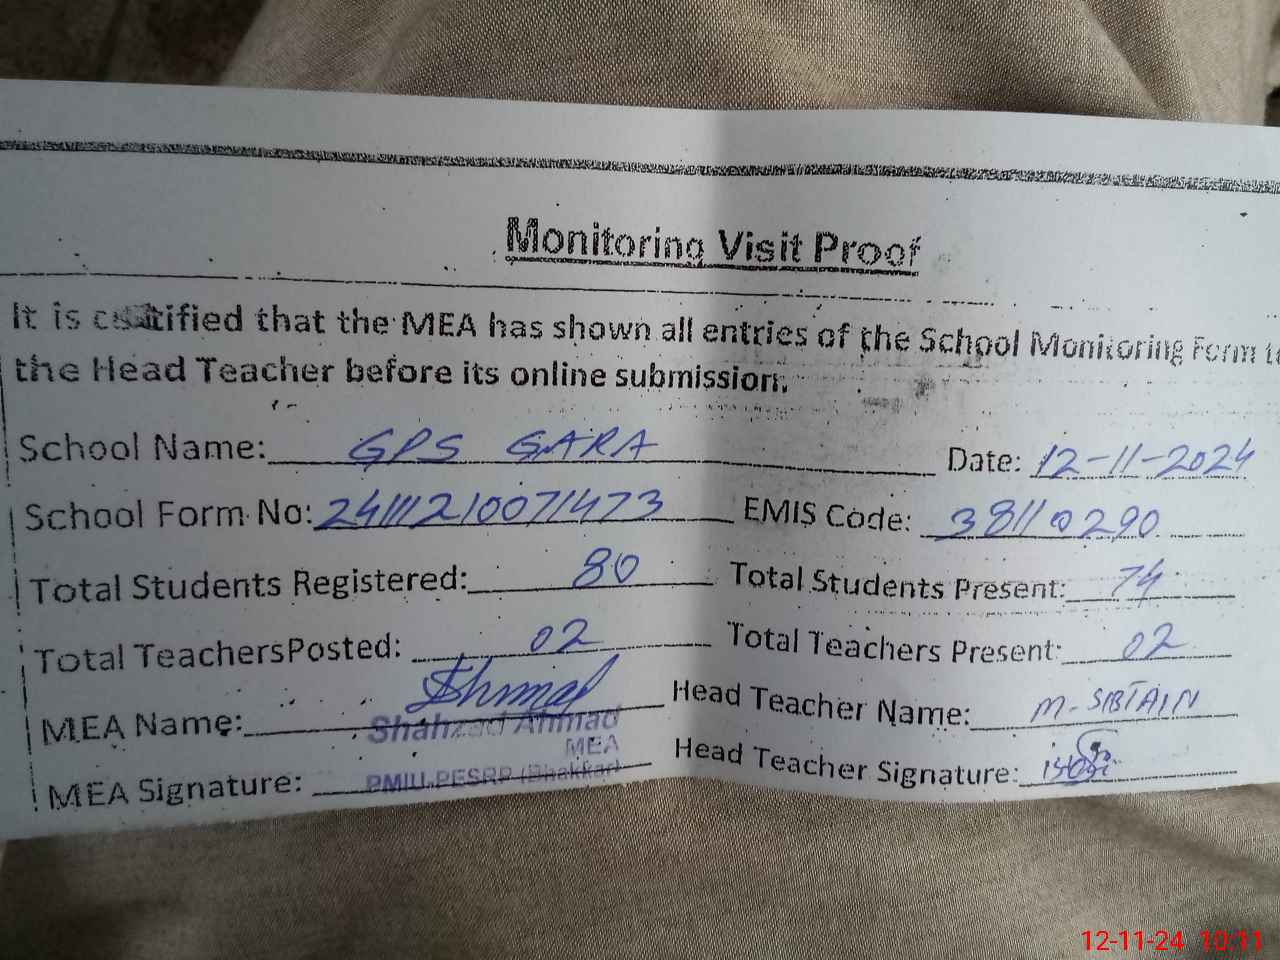 Monitoring Visit Proof
It is certified that the MEA has shown all entries of the School Monitoring Form to
the Head Teacher before its online submission.
School Name: GPS GARA Date: 12-11-2024
School Form No: 24111210071473 EMIS Code: 38110290
Total Students Registered: 80 Total Students Present: 74
Total TeachersPosted: 02 Total Teachers Present: 02
MEA Name: Head Teacher Name: M. SIBTAIN
Shahzad Ahmad
MEA
MEA Signature: PMIU-PESRP (Bhakkar) Head Teacher Signature:
12-11-24 10:11